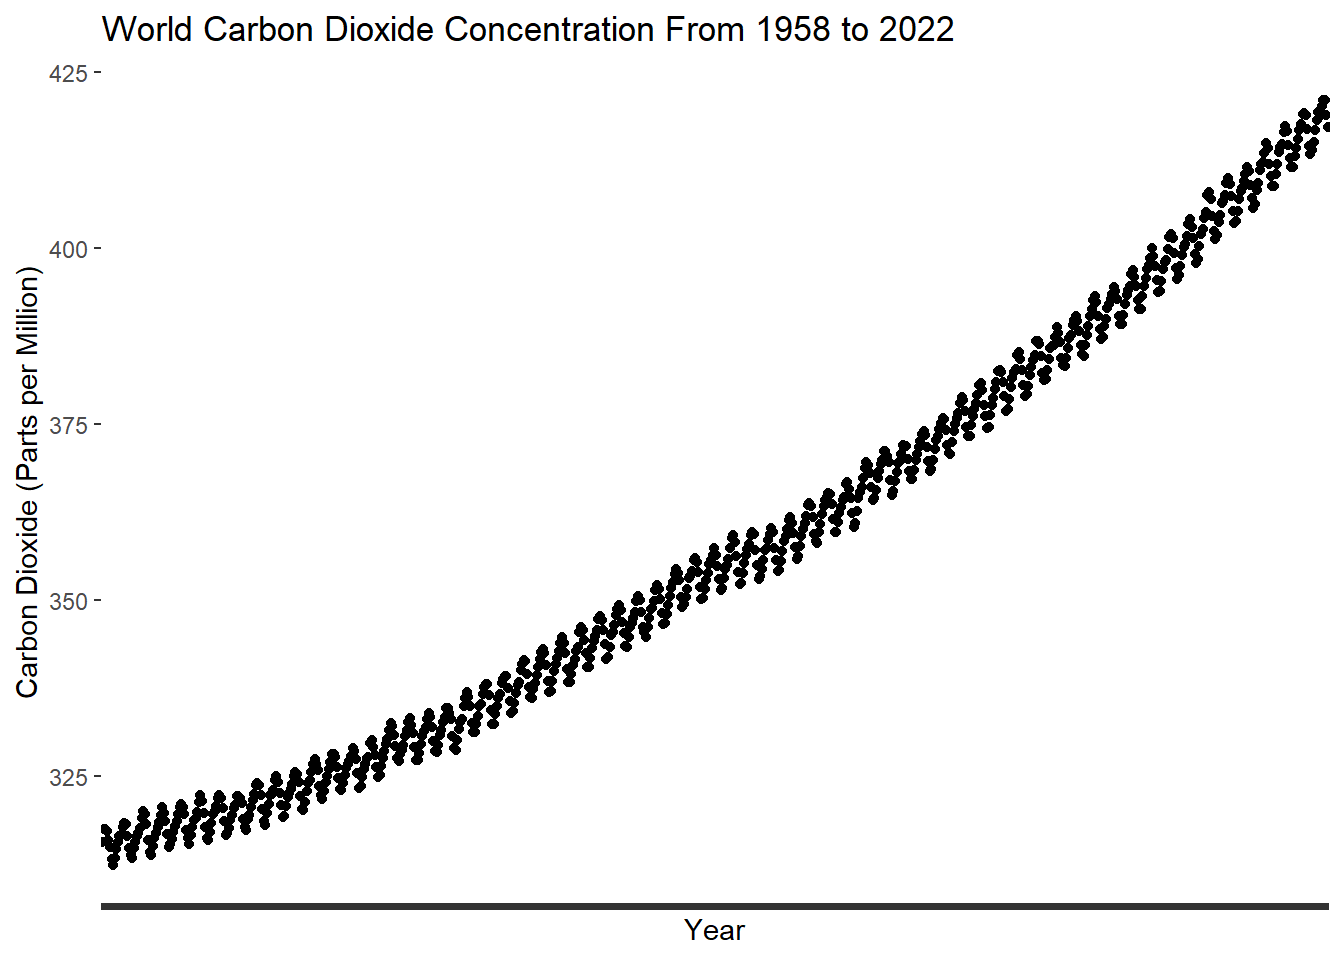 World Carbon Dioxide Concentration From 1958 to 2022
Carbon Dioxide (Parts per Million)
425
400
375
350
325
Year